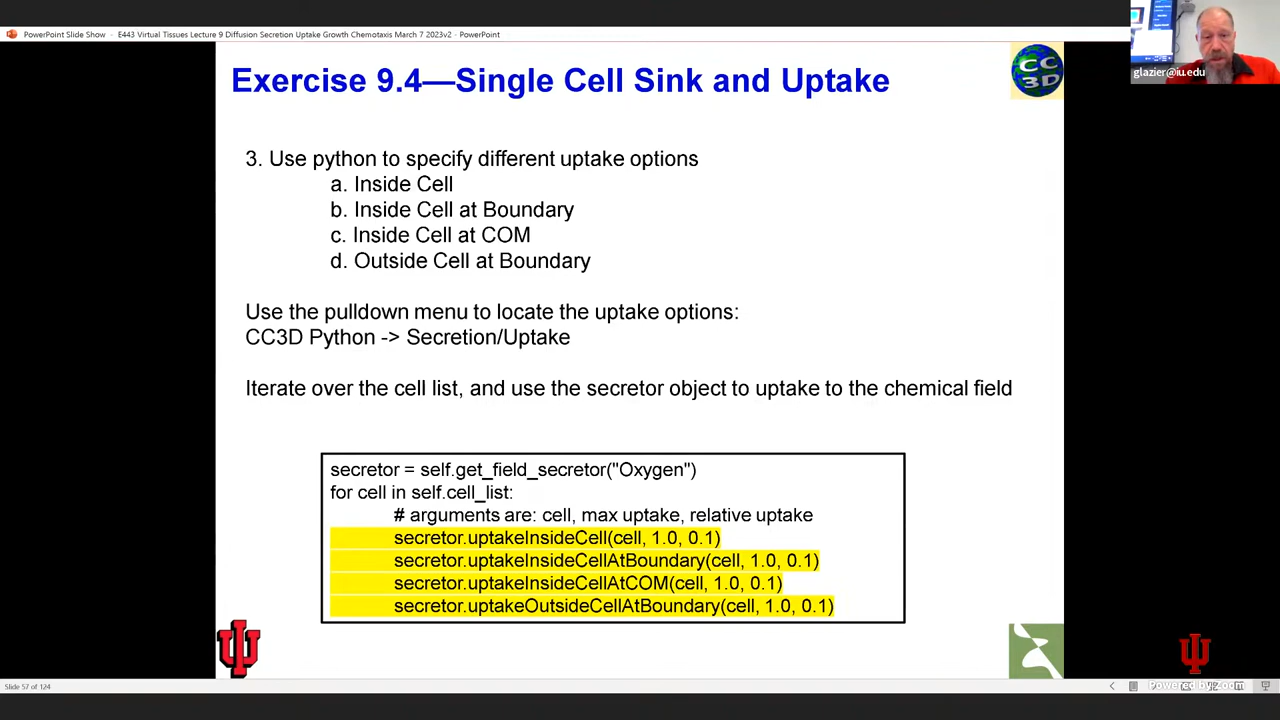 PowerPoint Slide Show - E443 Virtual Tissues Lecture 9 Diffusion Secretion Uptake Growth Chemotaxis March 7 2023v2 - PowerPoint
glazier@iu.edu
CC
3D
Exercise 9.4—Single Cell Sink and Uptake
3. Use python to specify different uptake options
a. Inside Cell
b. Inside Cell at Boundary
c. Inside Cell at COM
d. Outside Cell at Boundary
Use the pulldown menu to locate the uptake options:
CC3D Python -> Secretion/Uptake
Iterate over the cell list, and use the secretor object to uptake to the chemical field
secretor = self.get_field_secretor("Oxygen")
for cell in self.cell_list:
# arguments are: cell, max uptake, relative uptake
secretor.uptakeInsideCell(cell, 1.0, 0.1)
secretor.uptakeInsideCellAtBoundary(cell, 1.0, 0.1)
secretor.uptakeInsideCellAtCOM(cell, 1.0, 0.1)
secretor.uptakeOutsideCellAtBoundary(cell, 1.0, 0.1)
Slide 57 of 124
Powered by Zoom